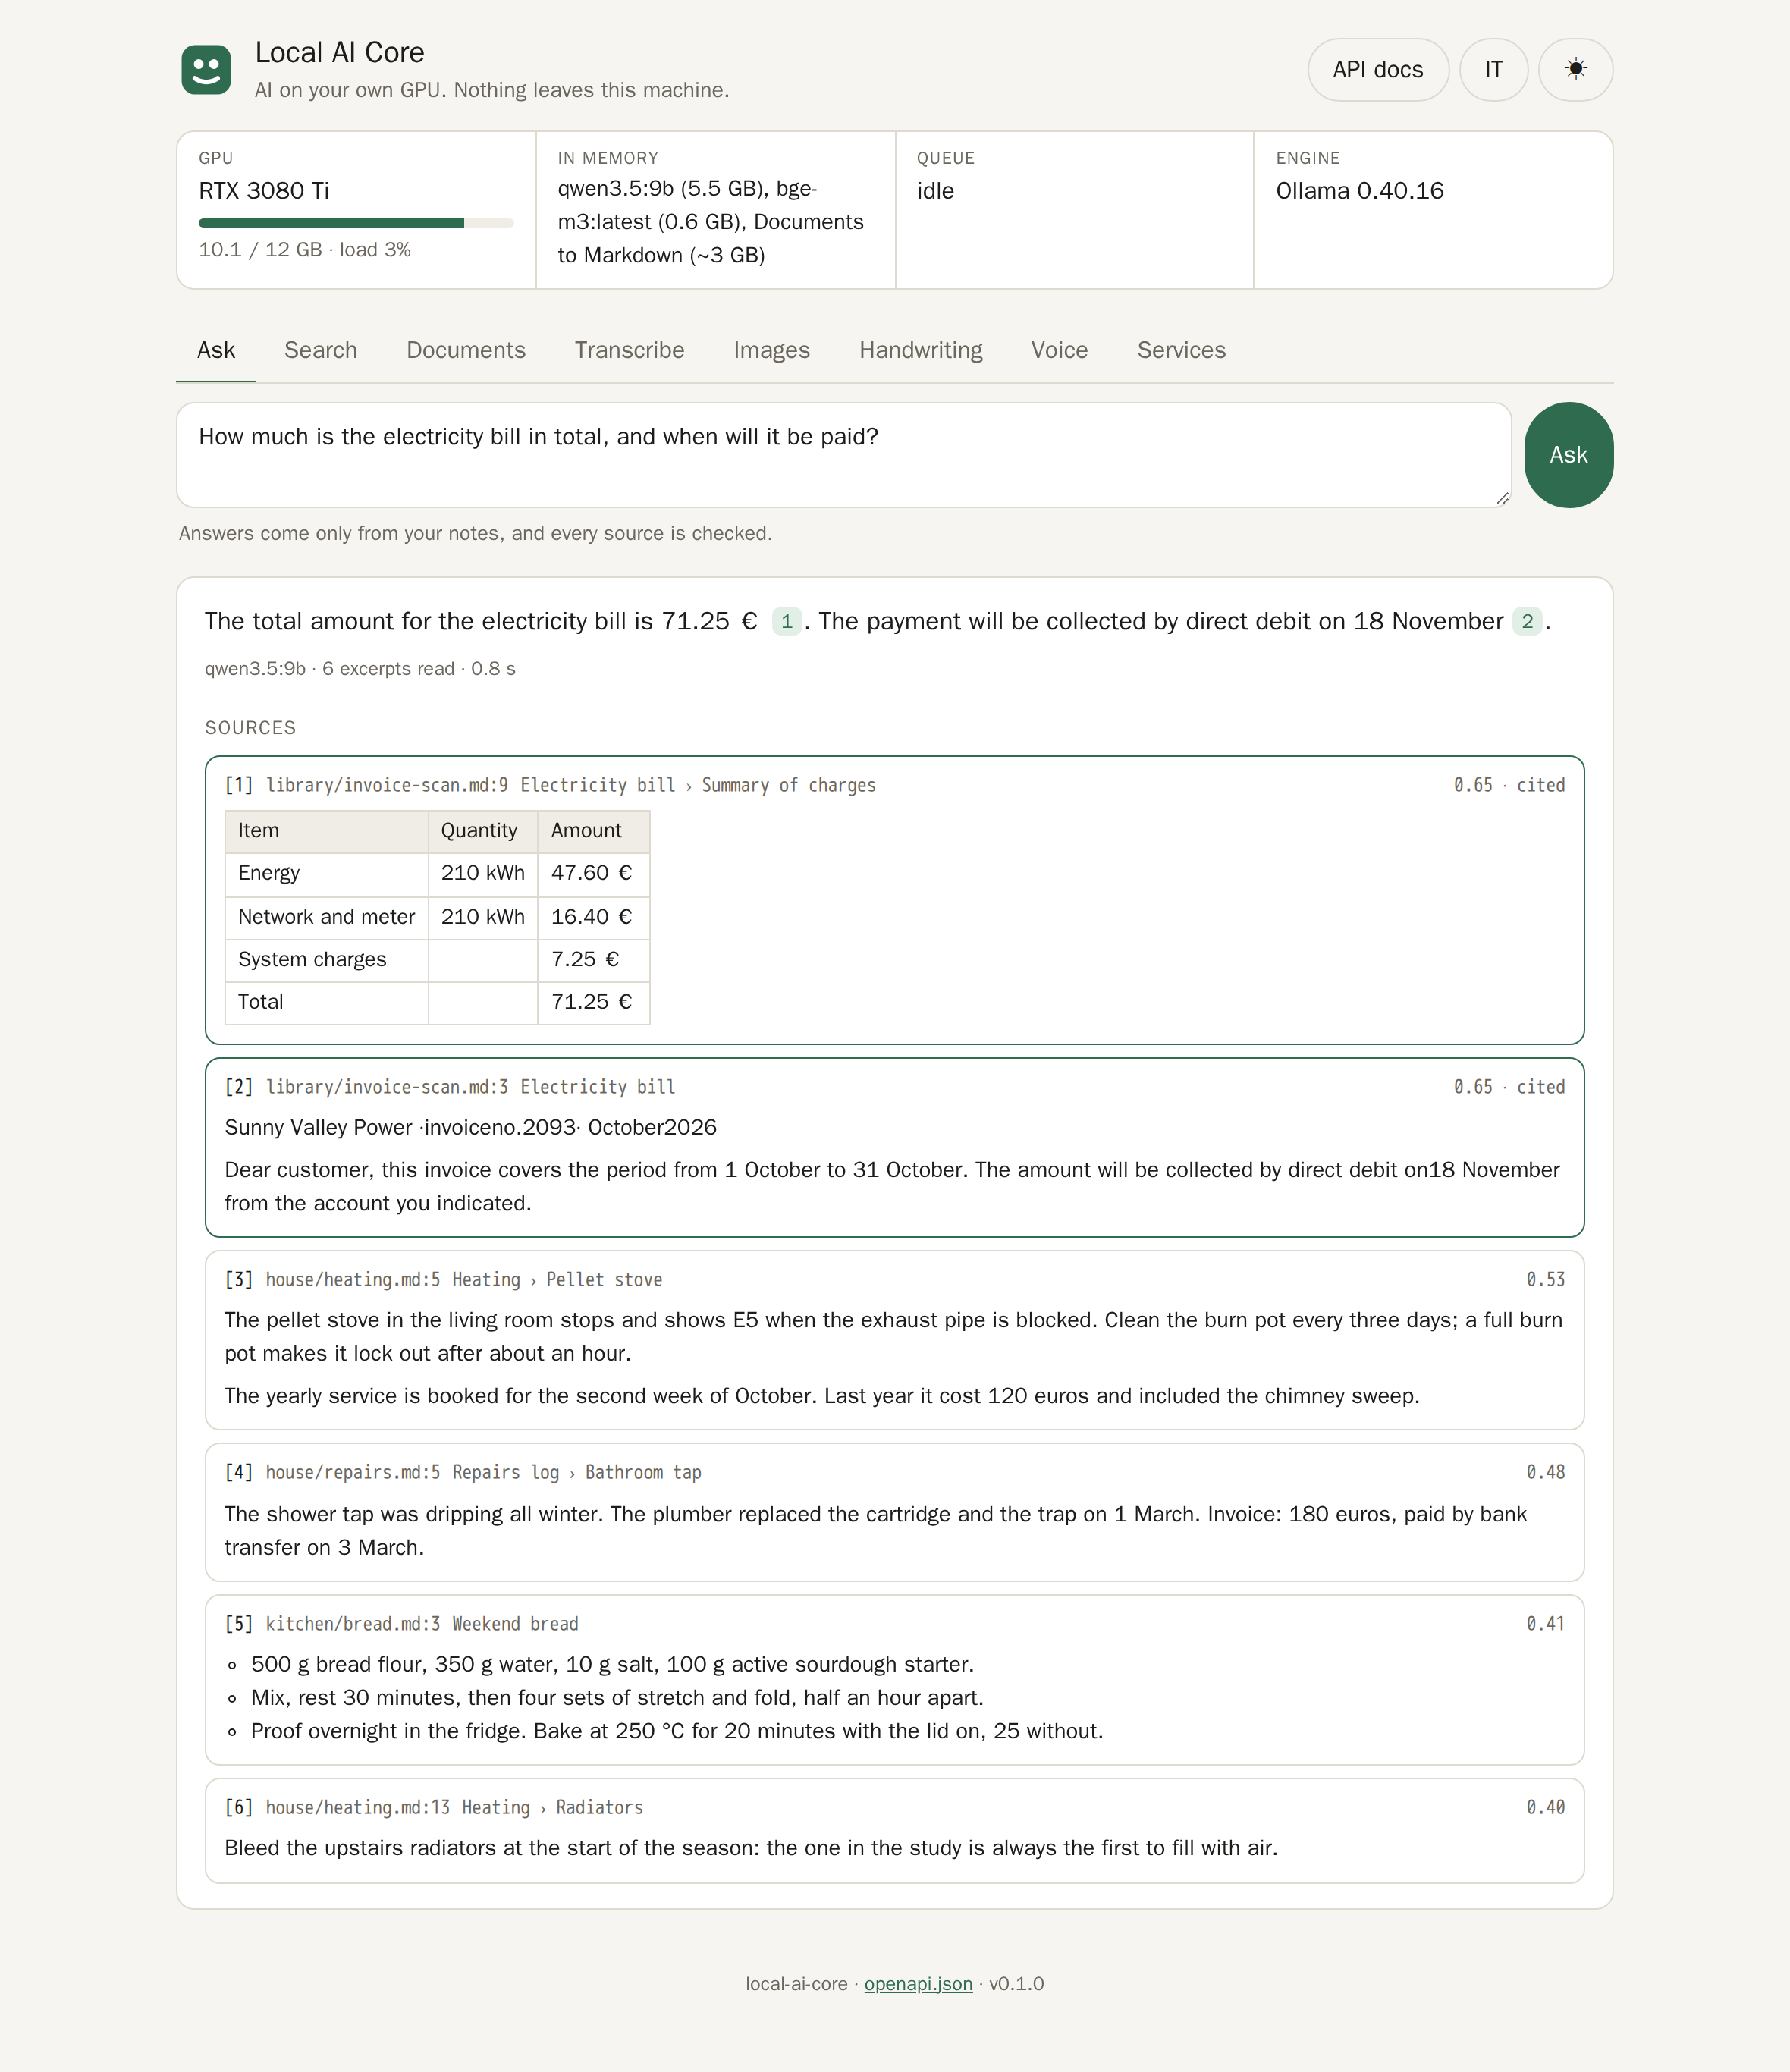 Local AI Core
AI on your own GPU. Nothing leaves this machine.
API docs
IT
GPU
RTX 3080 Ti
10.1 / 12 GB · load 3%
IN MEMORY
qwen3.5:9b (5.5 GB), bge-
m3:latest (0.6 GB), Documents
to Markdown (~3 GB)
QUEUE
idle
ENGINE
Ollama 0.40.16
Ask Search Documents Transcribe Images Handwriting Voice Services
How much is the electricity bill in total, and when will it be paid?
Ask
Answers come only from your notes, and every source is checked.
The total amount for the electricity bill is 71.25 € 1. The payment will be collected by direct debit on 18 November 2.
qwen3.5:9b · 6 excerpts read · 0.8 s
SOURCES
[1] library/invoice-scan.md:9 Electricity bill › Summary of charges 0.65 · cited
Item Quantity Amount
Energy 210 kWh 47.60 €
Network and meter 210 kWh 16.40 €
System charges 7.25 €
Total 71.25 €
[2] library/invoice-scan.md:3 Electricity bill 0.65 · cited
Sunny Valley Power ·invoiceno.2093· October2026
Dear customer, this invoice covers the period from 1 October to 31 October. The amount will be collected by direct debit on18 November
from the account you indicated.
[3] house/heating.md:5 Heating › Pellet stove 0.53
The pellet stove in the living room stops and shows E5 when the exhaust pipe is blocked. Clean the burn pot every three days; a full burn
pot makes it lock out after about an hour.
The yearly service is booked for the second week of October. Last year it cost 120 euros and included the chimney sweep.
[4] house/repairs.md:5 Repairs log › Bathroom tap 0.48
The shower tap was dripping all winter. The plumber replaced the cartridge and the trap on 1 March. Invoice: 180 euros, paid by bank
transfer on 3 March.
[5] kitchen/bread.md:3 Weekend bread 0.41
500 g bread flour, 350 g water, 10 g salt, 100 g active sourdough starter.
Mix, rest 30 minutes, then four sets of stretch and fold, half an hour apart.
Proof overnight in the fridge. Bake at 250 °C for 20 minutes with the lid on, 25 without.
[6] house/heating.md:13 Heating › Radiators 0.40
Bleed the upstairs radiators at the start of the season: the one in the study is always the first to fill with air.
local-ai-core · openapi.json · v0.1.0